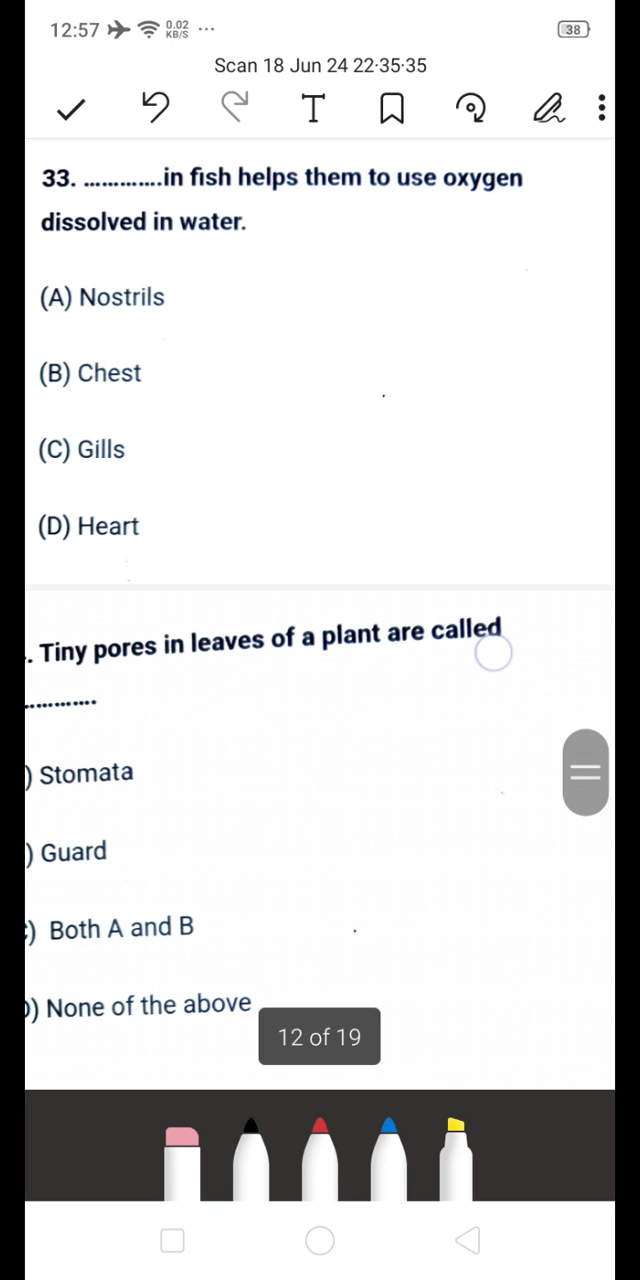 12:57 0.02 KB/S ... 38
Scan 18 Jun 24 22:35:35
T
33. .............in fish helps them to use oxygen
dissolved in water.
(A) Nostrils
(B) Chest
(C) Gills
(D) Heart
. Tiny pores in leaves of a plant are called
............
) Stomata
) Guard
) Both A and B
) None of the above
12 of 19